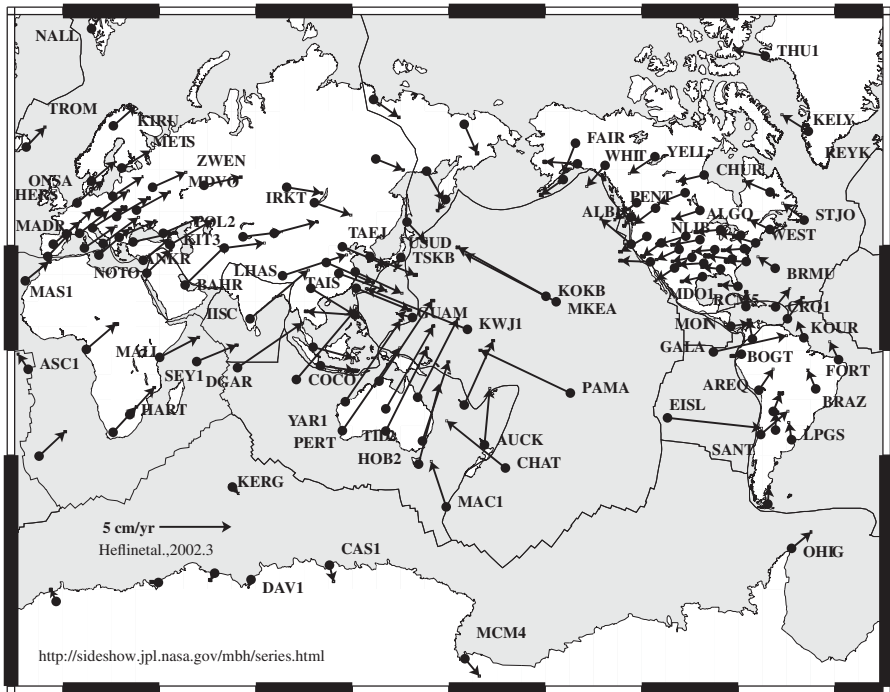 NALL
THU1
TROM
KIRU
KELY
METS
FAIR
REYK
ZWEN
WHIT
YELL
ONSA
MDVO
CHUR
HERS
IRKT
PENT
ALBH
ALGO
STJO
MADR
POL2
TAEJ
NLIB
WEST
KIT3
USUD
ANKR
TSKB
NOTO
LHAS
BRMU
BAHR
TAIS
KOKB
MDO1
MAS1
RCM5
CRO1
IISC
GUAM
MKEA
KWJ1
MOIN
KOUR
MALI
GALA
ASC1
SEY1
BOGT
FORT
DGAR
COCO
AREQ
PAMA
BRAZ
HART
EISL
YAR1
TID2
PERT
AUCK
SANT
LPGS
HOB2
CHAT
KERG
MAC1
5 cm/yr
Heflinetal.,2002.3
CAS1
OHIG
DAV1
MCM4
http://sideshow.jpl.nasa.gov/mbh/series.html